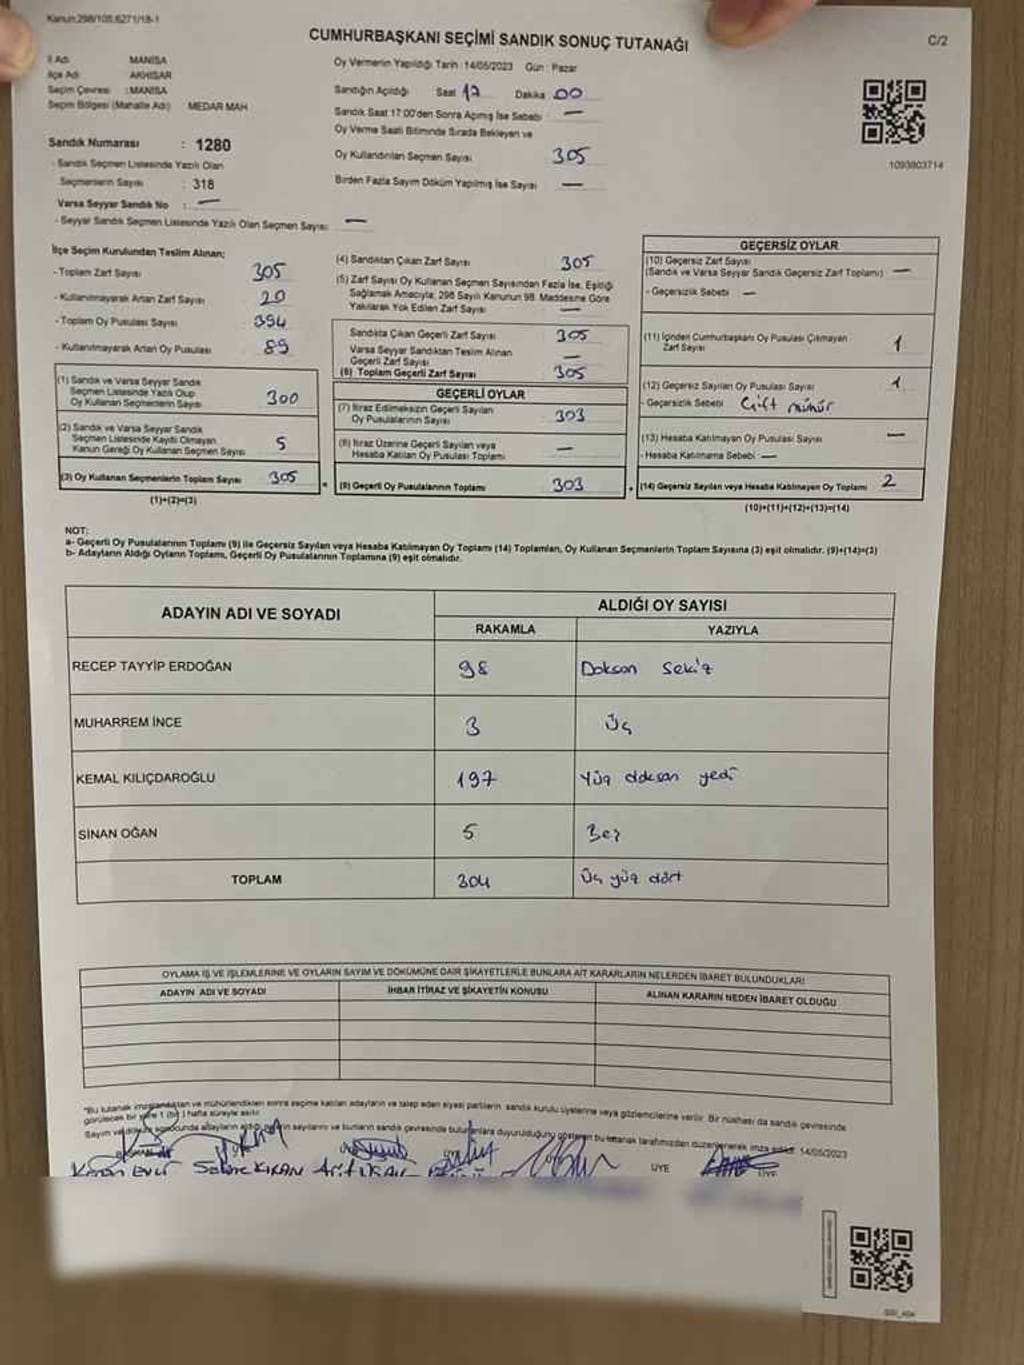 Kanun:298/105,6271/18-1
CUMHURBAŞKANI SEÇİMİ SANDIK SONUÇ TUTANAĞI
C/2
İl Adı MANİSA
İlçe Adı AKHİSAR
Seçim Çevresi : MANİSA
Seçim Bölgesi (Mahalle Adı) MEDAR MAH
Sandık Numarası : 1280
- Sandık Seçmen Listesinde Yazılı Olan
Seçmenlerin Sayısı : 318
Varsa Seyyar Sandık No : —
- Seyyar Sandık Seçmen Listesinde Yazılı Olan Seçmen Sayısı: —
Oy Vermenin Yapıldığı Tarih : 14/05/2023 Gün : Pazar
Sandığın Açıldığı Saat 17 Dakika 00
Sandık Saat 17:00'den Sonra Açımış İse Sebebi —
Oy Verme Saati Bitiminde Sırada Bekleyen ve
Oy Kullandırılan Seçmen Sayısı 305
Birden Fazla Sayım Döküm Yapılmış İse Sayısı —
1093803714
İlçe Seçim Kurulundan Teslim Alınan;
- Toplam Zarf Sayısı 305
- Kullanılmayarak Artan Zarf Sayısı 20
- Toplam Oy Pusulası Sayısı 394
- Kullanılmayarak Artan Oy Pusulası 89
(1) Sandık ve Varsa Seyyar Sandık
Seçmen Listesinde Yazılı Olup
Oy Kullanan Seçmenlerin Sayısı 300
(2) Sandık ve Varsa Seyyar Sandık
Seçmen Listesinde Kayıtlı Olmayan
Kanun Gereği Oy Kullanan Seçmen Sayısı 5
(3) Oy Kullanan Seçmenlerin Toplam Sayısı 305
(1)+(2)=(3)
(4) Sandıktan Çıkan Zarf Sayısı 305
(5) Zarf Sayısı Oy Kullanan Seçmen Sayısından Fazla İse, Eşitliği
Sağlamak Amacıyla; 298 Sayılı Kanunun 98. Maddesine Göre
Yakılarak Yok Edilen Zarf Sayısı —
Sandıkta Çıkan Geçerli Zarf Sayısı 305
Varsa Seyyar Sandıktan Teslim Alınan
Geçerli Zarf Sayısı —
(6) Toplam Geçerli Zarf Sayısı 305
GEÇERLİ OYLAR
(7) İtiraz Edilmeksizin Geçerli Sayılan
Oy Pusulalarının Sayısı 303
(8) İtiraz Üzerine Geçerli Sayılan veya
Hesaba Katılan Oy Pusulası Toplamı —
(9) Geçerli Oy Pusulalarının Toplamı 303
GEÇERSİZ OYLAR
(10) Geçersiz Zarf Sayısı
(Sandık ve Varsa Seyyar Sandık Geçersiz Zarf Toplamı) —
- Geçersizlik Sebebi —
(11) İçinden Cumhurbaşkanı Oy Pusulası Çıkmayan
Zarf Sayısı 1
(12) Geçersiz Sayılan Oy Pusulası Sayısı 1
- Geçersizlik Sebebi Çift mühür
(13) Hesaba Katılmayan Oy Pusulası Sayısı —
- Hesaba Katılmama Sebebi —
(14) Geçersiz Sayılan veya Hesaba Katılmayan Oy Toplamı 2
(10)+(11)+(12)+(13)=(14)
NOT:
a- Geçerli Oy Pusulalarının Toplamı (9) ile Geçersiz Sayılan veya Hesaba Katılmayan Oy Toplamı (14) Toplamları, Oy Kullanan Seçmenlerin Toplam Sayısına (3) eşit olmalıdır. (9)+(14)=(3)
b- Adayların Aldığı Oyların Toplamı, Geçerli Oy Pusulalarının Toplamına (9) eşit olmalıdır.
ADAYIN ADI VE SOYADI
ALDIĞI OY SAYISI
RAKAMLA YAZIYLA
RECEP TAYYİP ERDOĞAN 98 Doksan sekiz
MUHARREM İNCE 3 Üç
KEMAL KILIÇDAROĞLU 197 Yüz doksan yedi
SİNAN OĞAN 5 Beş
TOPLAM 304 Üç yüz dört
OYLAMA İŞ VE İŞLEMLERİNE VE OYLARIN SAYIM VE DÖKÜMÜNE DAİR ŞİKAYETLERLE BUNLARA AİT KARARLARIN NELERDEN İBARET BULUNDUKLARI
ADAYIN ADI VE SOYADI İHBAR İTİRAZ VE ŞİKAYETİN KONUSU ALINAN KARARIN NEDEN İBARET OLDUĞU
*Bu tutanak imzalandıktan ve mühürlendikten sonra seçime katılan adayların ve talep eden siyasi partilerin sandık kurulu üyelerine veya gözlemcilerine verilir. Bir nüshası da sandık çevresinde
görülecek bir yere 1 (bir) hafta süreyle asılır.
Sayım ve döküm sonucunda adayların aldığı oyların sayılarını ve bunların sandık çevresinde bulunanlara duyurulduğunu gösteren bu tutanak tarafımızdan düzenlenerek imza edildi. 14/05/2023
ÜYE ÜYE